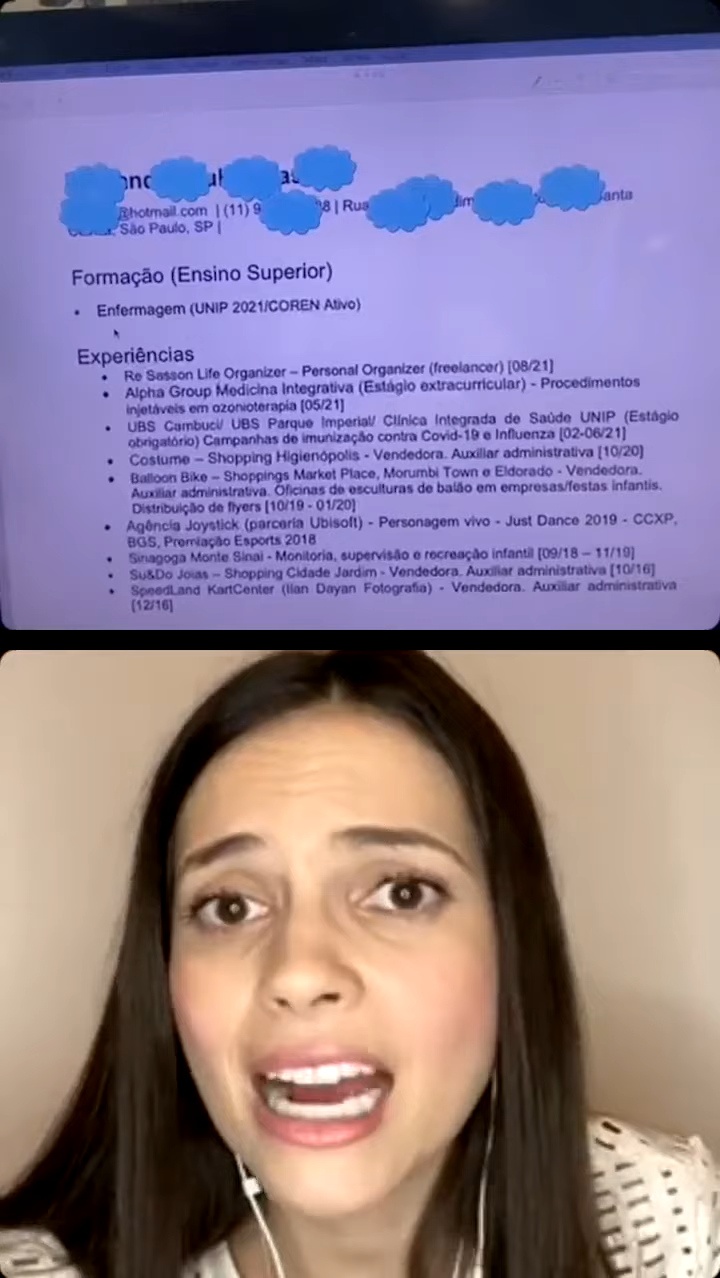 @hotmail.com | (11) 9 8 | Rua
São Paulo, SP |
Formação (Ensino Superior)
• Enfermagem (UNIP 2021/COREN Ativo)
Experiências
• Re Sasson Life Organizer – Personal Organizer (freelancer) [08/21]
• Alpha Group Medicina Integrativa (Estágio extracurricular) - Procedimentos
injetáveis em ozonioterapia [05/21]
• UBS Cambuci/ UBS Parque Imperial/ Clínica Integrada de Saúde UNIP (Estágio
obrigatório) Campanhas de imunização contra Covid-19 e Influenza [02-06/21]
• Costume – Shopping Higienópolis - Vendedora. Auxiliar administrativa [10/20]
• Balloon Bike – Shoppings Market Place, Morumbi Town e Eldorado - Vendedora.
Auxiliar administrativa. Oficinas de esculturas de balão em empresas/festas infantis.
Distribuição de flyers [10/19 - 01/20]
• Agência Joystick (parceria Ubisoft) - Personagem vivo - Just Dance 2019 - CCXP,
BGS, Premiação Esports 2018
• Sinagoga Monte Sinai - Monitoria, supervisão e recreação infantil [09/18 – 11/19]
• Su&Do Joias – Shopping Cidade Jardim - Vendedora. Auxiliar administrativa [10/16]
• SpeedLand KartCenter (Ilan Dayan Fotografia) - Vendedora. Auxiliar administrativa
[12/16]